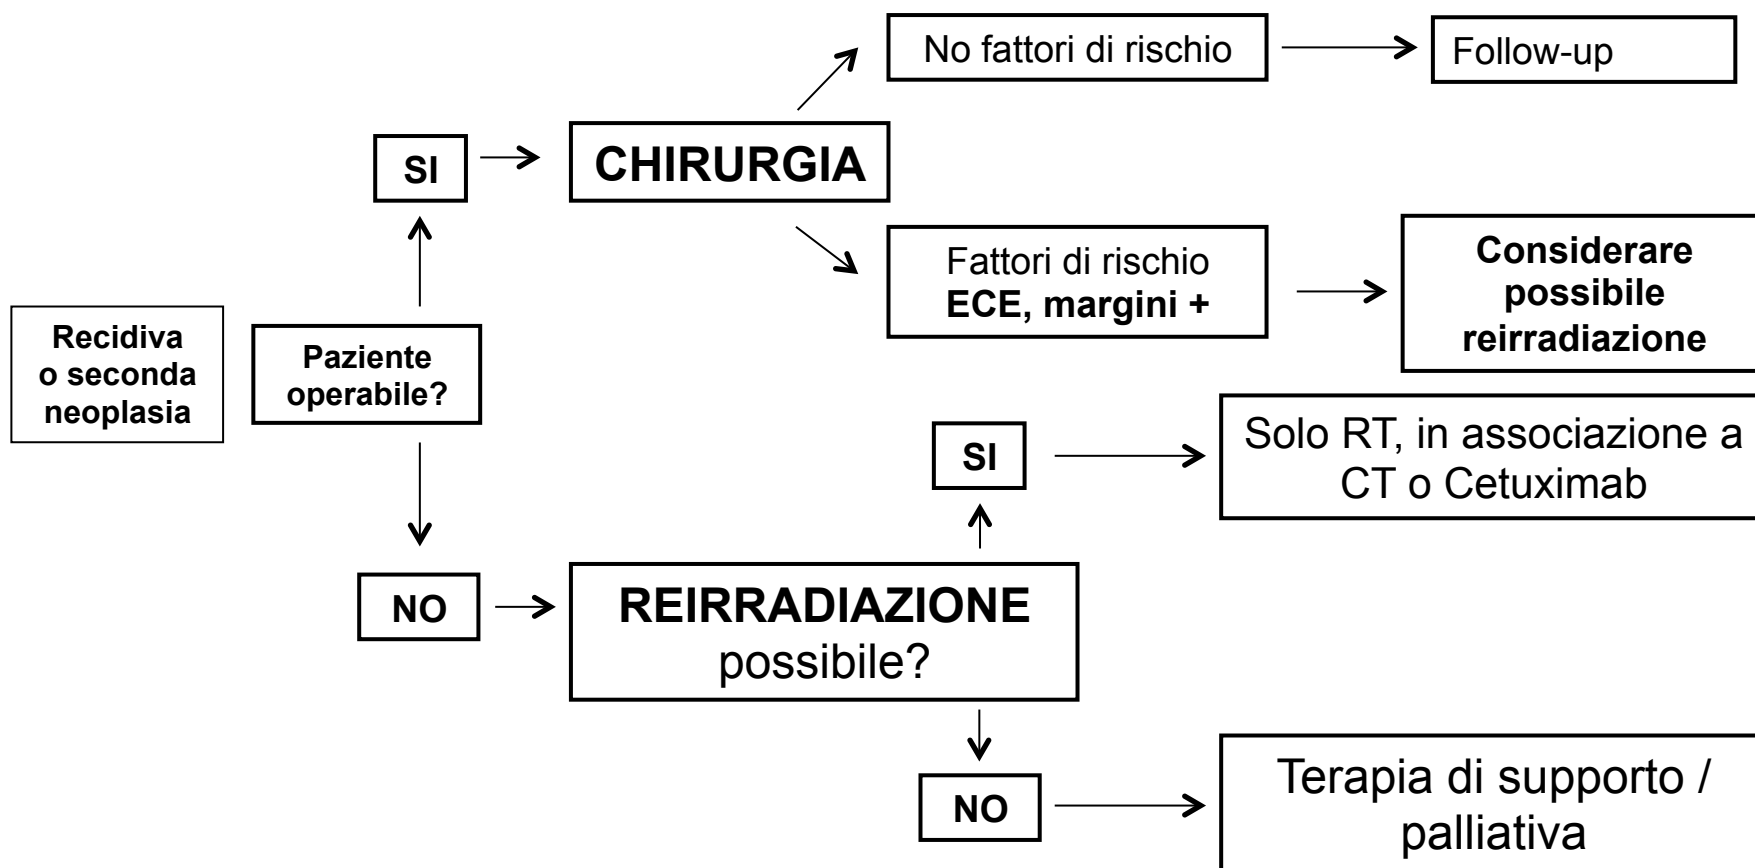 No fattori di rischio
Follow-up
SI
CHIRURGIA
Fattori di rischio
ECE, margini +
Considerare
possibile
reirradiazione
Recidiva
o seconda
neoplasia
Paziente
operabile?
SI
Solo RT, in associazione a
CT o Cetuximab
NO
REIRRADIAZIONE
possibile?
NO
Terapia di supporto /
palliativa